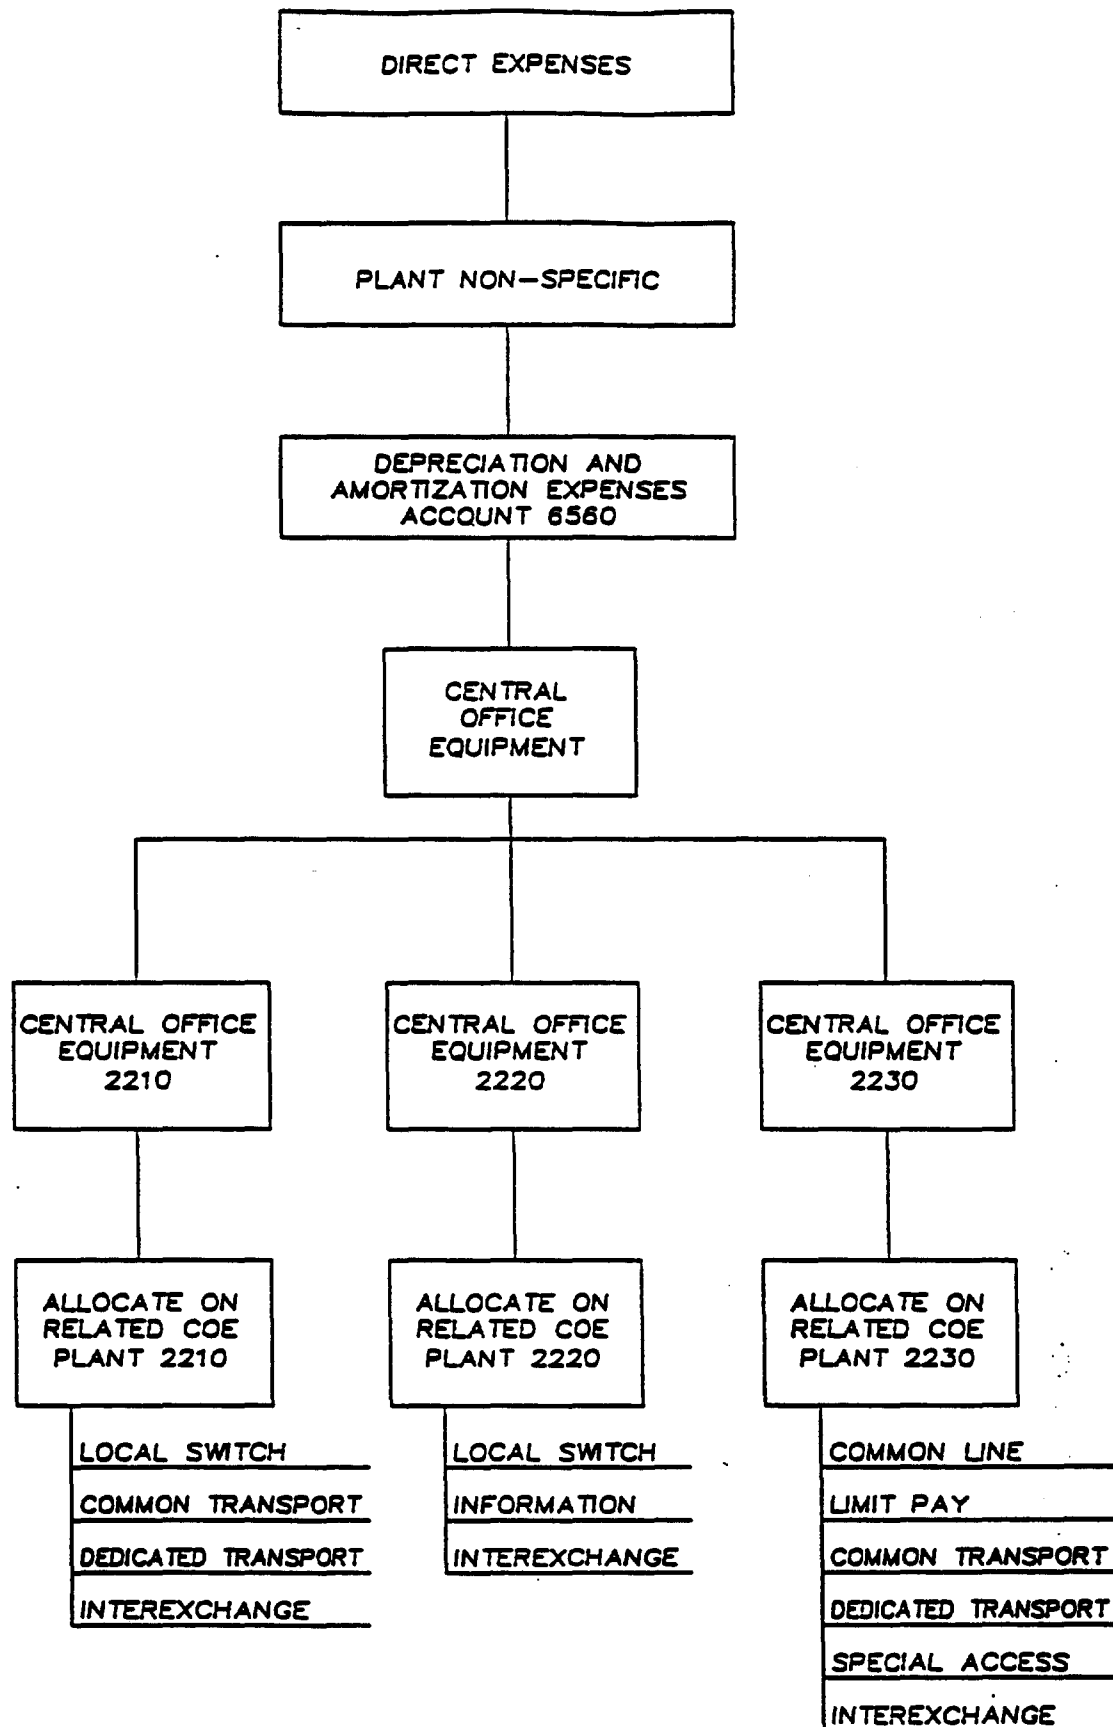 DIRECT EXPENSES
PLANT NON-SPECIFIC
DEPRECIATION AND
AMORTIZATION EXPENSES
ACCOUNT 6560
CENTRAL
OFFICE
EQUIPMENT
CENTRAL OFFICE
EQUIPMENT
2210
CENTRAL OFFICE
EQUIPMENT
2220
CENTRAL OFFICE
EQUIPMENT
2230
ALLOCATE ON
RELATED COE
PLANT 2210
ALLOCATE ON
RELATED COE
PLANT 2220
ALLOCATE ON
RELATED COE
PLANT 2230
LOCAL SWITCH
COMMON TRANSPORT
DEDICATED TRANSPORT
INTEREXCHANGE
LOCAL SWITCH
INFORMATION
INTEREXCHANGE
COMMON LINE
LIMIT PAY
COMMON TRANSPORT
DEDICATED TRANSPORT
SPECIAL ACCESS
INTEREXCHANGE